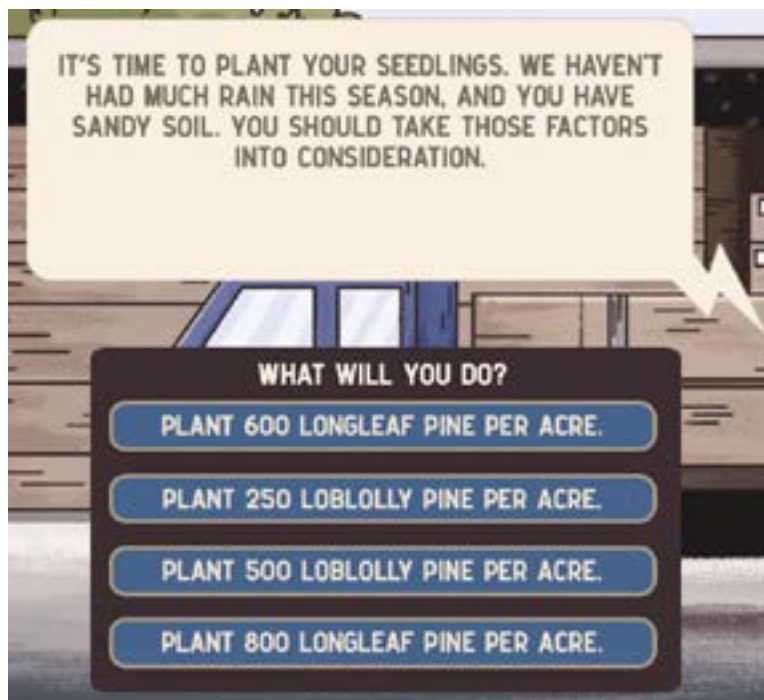 IT'S TIME TO PLANT YOUR SEEDLINGS. WE HAVEN'T
HAD MUCH RAIN THIS SEASON, AND YOU HAVE
SANDY SOIL. YOU SHOULD TAKE THOSE FACTORS
INTO CONSIDERATION.
WHAT WILL YOU DO?
PLANT 600 LONGLEAF PINE PER ACRE.
PLANT 250 LOBLOLLY PINE PER ACRE.
PLANT 500 LOBLOLLY PINE PER ACRE.
PLANT 800 LONGLEAF PINE PER ACRE.